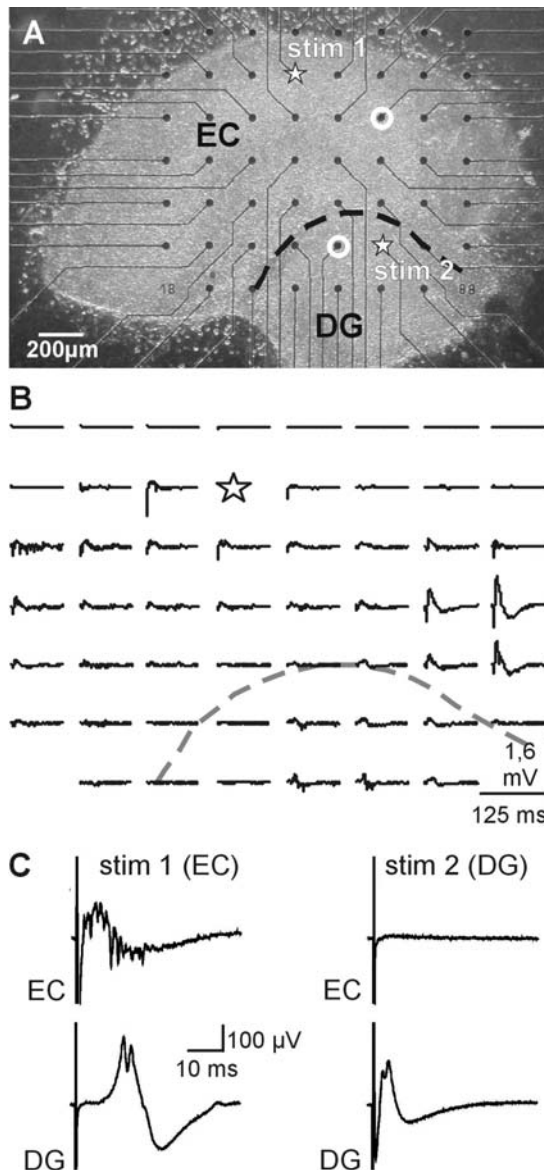 A
stim 1
EC
stim 2
18
88
DG
200µm
B
1,6
mV
125 ms
C
stim 1 (EC)
stim 2 (DG)
EC
EC
100 µV
10 ms
DG
DG